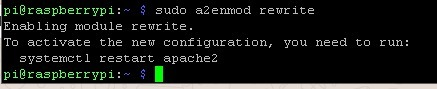 pi@raspberrypi:~ $ sudo a2enmod rewrite
Enabling module rewrite.
To activate the new configuration, you need to run:
  systemctl restart apache2
pi@raspberrypi:~ $